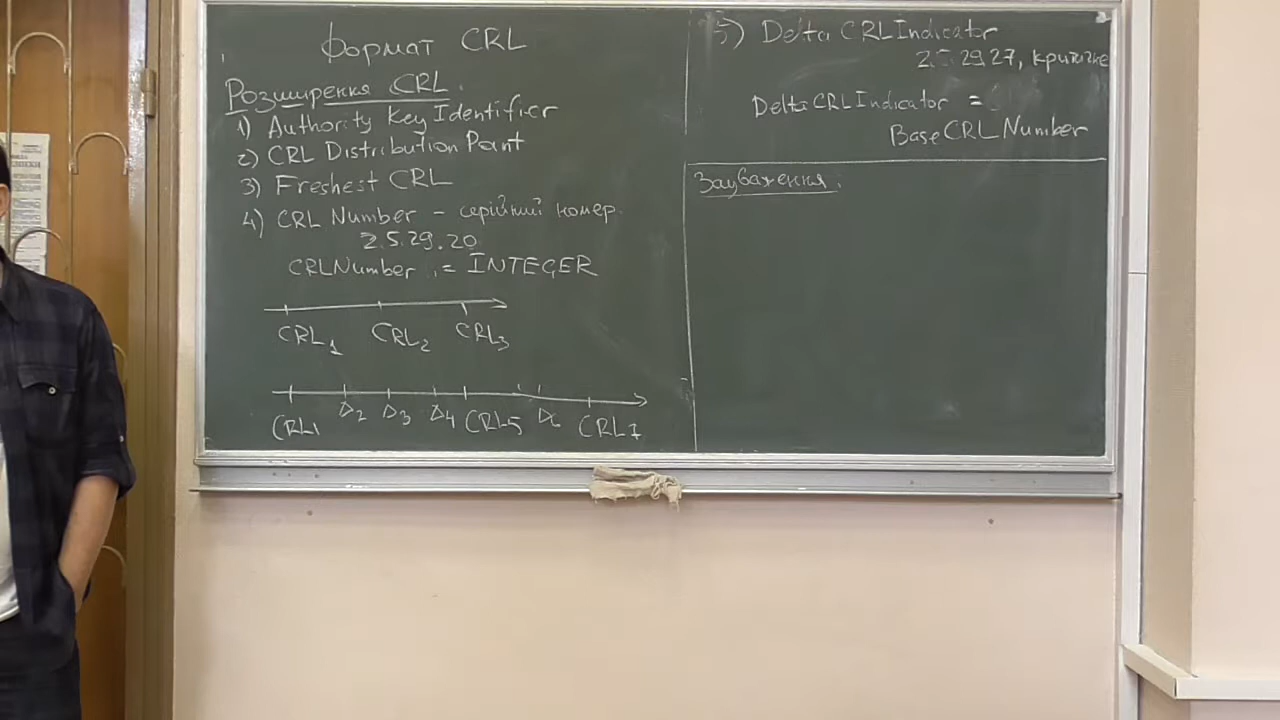 Формат CRL
Розширення CRL.
1) Authority Key Identifier
2) CRL Distribution Point
3) Freshest CRL
4) CRL Number - серійний номер.
2.5.29.20
CRLNumber := INTEGER
CRL1 CRL2 CRL3
CRL1 Δ2 Δ3 Δ4 CRL5 Δ6 CRL7
5) Delta CRL Indicator
2.5.29.27, критичне
DeltaCRLIndicator =
BaseCRLNumber
Зауваження: